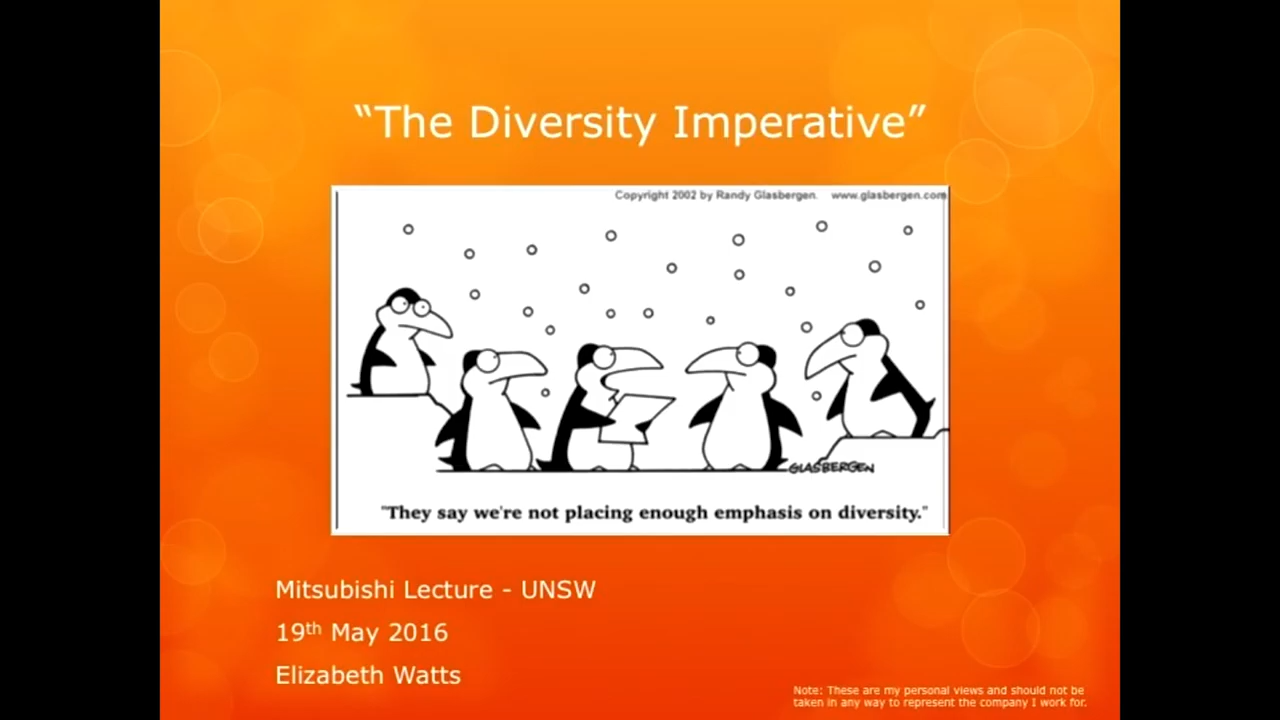 “The Diversity Imperative”
Copyright 2002 by Randy Glasbergen. www.glasbergen.com
GLASBERGEN
"They say we're not placing enough emphasis on diversity."
Mitsubishi Lecture - UNSW
19th May 2016
Elizabeth Watts
Note: These are my personal views and should not be
taken in any way to represent the company I work for.